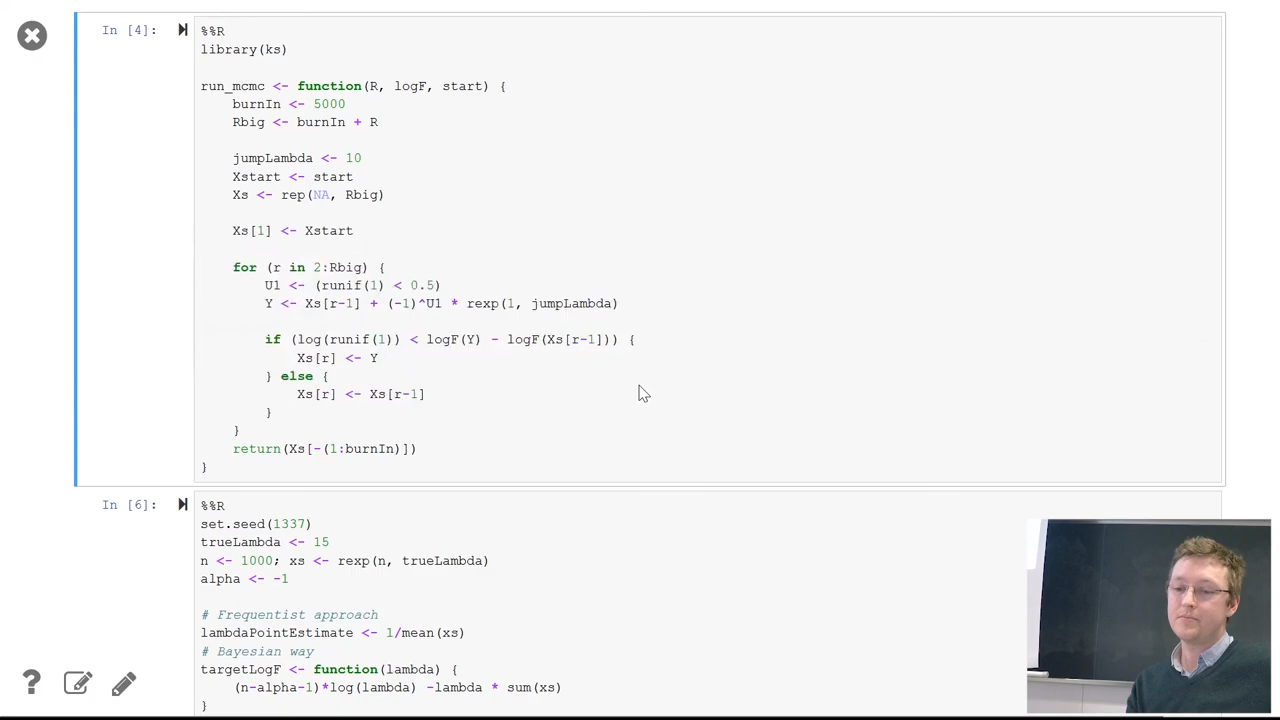 In [4]:
%%R
library(ks)
run_mcmc <- function(R, logF, start) {
burnIn <- 5000
Rbig <- burnIn + R
jumpLambda <- 10
Xstart <- start
Xs <- rep(NA, Rbig)
Xs[1] <- Xstart
for (r in 2:Rbig) {
U1 <- (runif(1) < 0.5)
Y <- Xs[r-1] + (-1)^U1 * rexp(1, jumpLambda)
if (log(runif(1)) < logF(Y) - logF(Xs[r-1])) {
Xs[r] <- Y
} else {
Xs[r] <- Xs[r-1]
}
}
return(Xs[-(1:burnIn)])
}
In [6]:
%%R
set.seed(1337)
trueLambda <- 15
n <- 1000; xs <- rexp(n, trueLambda)
alpha <- -1
# Frequentist approach
lambdaPointEstimate <- 1/mean(xs)
# Bayesian way
targetLogF <- function(lambda) {
(n-alpha-1)*log(lambda) -lambda * sum(xs)
}
?